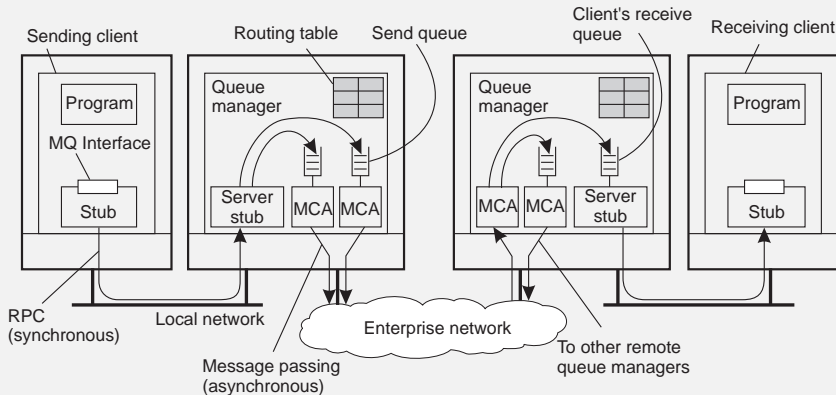 Sending client
Routing table
Send queue
Client's receive
queue
Receiving client
Program
Queue
manager
Queue
manager
Program
MQ Interface
Stub
Server
stub
MCA
MCA
MCA
MCA
Server
stub
Stub
RPC
(synchronous)
Local network
Enterprise network
Message passing
(asynchronous)
To other remote
queue managers